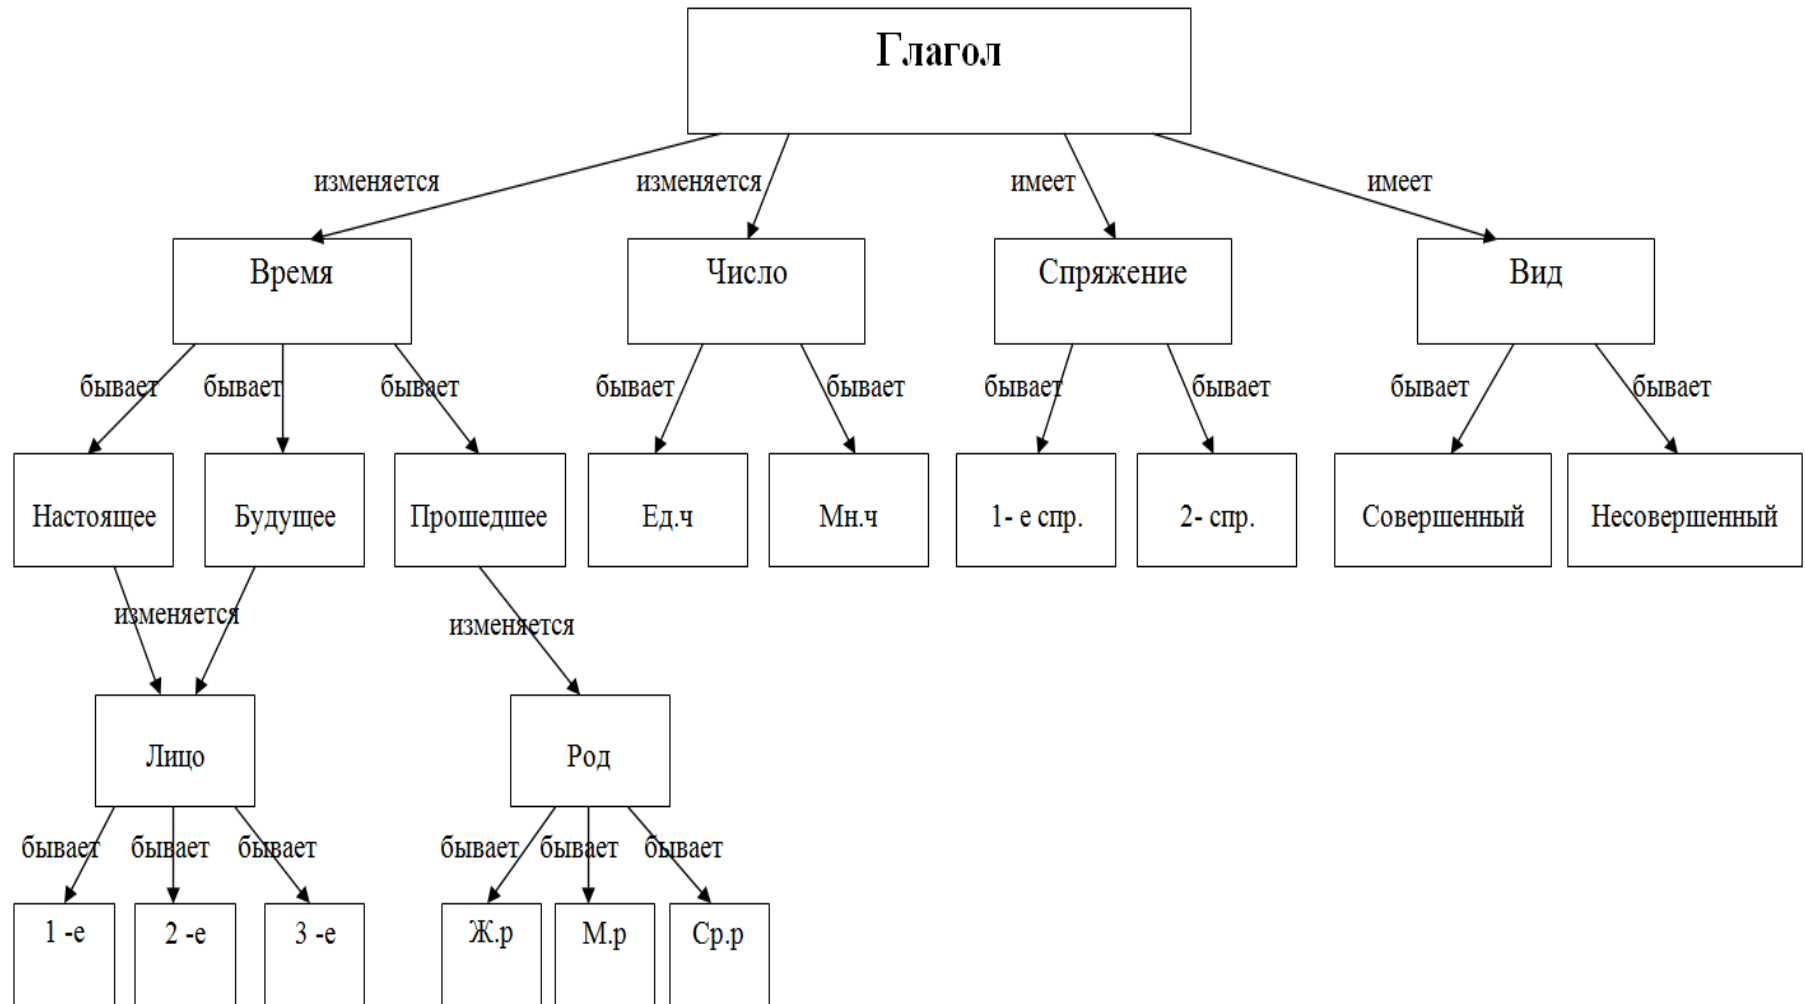 Глагол
изменяется
изменяется
имеет
имеет
Время
Число
Спряжение
Вид
бывает
бывает
бывает
бывает
бывает
бывает
бывает
бывает
бывает
Настоящее
Будущее
Прошедшее
Ед.ч
Мн.ч
1- е спр.
2- спр.
Совершенный
Несовершенный
изменяется
изменяется
Лицо
Род
бывает
бывает
бывает
бывает
бывает
бывает
1 -е
2 -е
3 -е
Ж.р
М.р
Ср.р